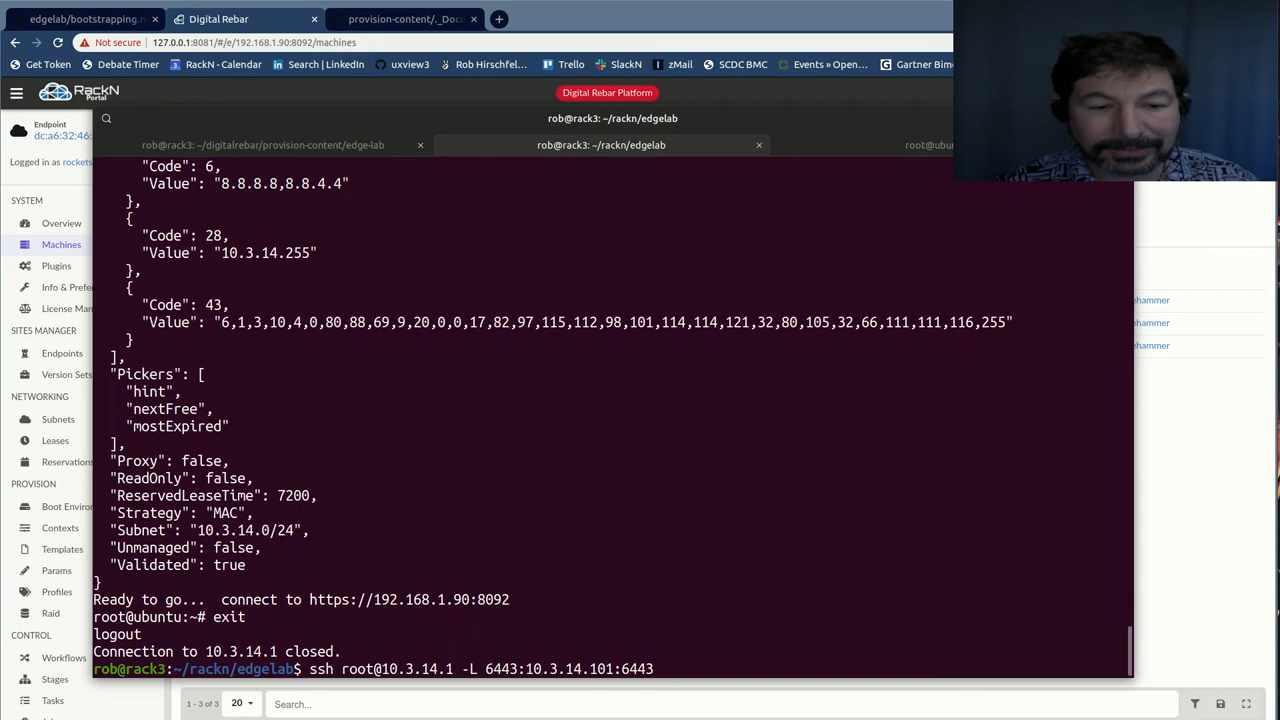 edgelab/bootstrapping.m
Digital Rebar
provision-content/._Docu
Not secure
127.0.0.1:8081/#/e/192.168.1.90:8092/machines
Get Token
Debate Timer
RackN - Calendar
Search | LinkedIn
uxview3
Rob Hirschfel...
Trello
SlackN
zMail
SCDC BMC
Events » Open...
Gartner Bimo
RackN
Portal
Digital Rebar Platform
Endpoint
dc:a6:32:46:
Logged in as rockets
SYSTEM
Overview
Machines
Plugins
Info & Prefe
License Man
SITES MANAGER
Endpoints
Version Sets
NETWORKING
Subnets
Leases
Reservations
PROVISION
Boot Environ
Contexts
Templates
Params
Profiles
Raid
CONTROL
Workflows
Stages
Tasks
rob@rack3: ~/rackn/edgelab
rob@rack3: ~/digitalrebar/provision-content/edge-lab
rob@rack3: ~/rackn/edgelab
root@ubu
"Code": 6,
"Value": "8.8.8.8,8.8.4.4"
},
{
"Code": 28,
"Value": "10.3.14.255"
},
{
"Code": 43,
"Value": "6,1,3,10,4,0,80,88,69,9,20,0,0,17,82,97,115,112,98,101,114,114,121,32,80,105,32,66,111,111,116,255"
}
],
"Pickers": [
"hint",
"nextFree",
"mostExpired"
],
"Proxy": false,
"ReadOnly": false,
"ReservedLeaseTime": 7200,
"Strategy": "MAC",
"Subnet": "10.3.14.0/24",
"Unmanaged": false,
"Validated": true
}
Ready to go... connect to https://192.168.1.90:8092
root@ubuntu:~# exit
logout
Connection to 10.3.14.1 closed.
rob@rack3:~/rackn/edgelab$ ssh root@10.3.14.1 -L 6443:10.3.14.101:6443
ehammer
ehammer
ehammer
1 - 3 of 3
20
Search...